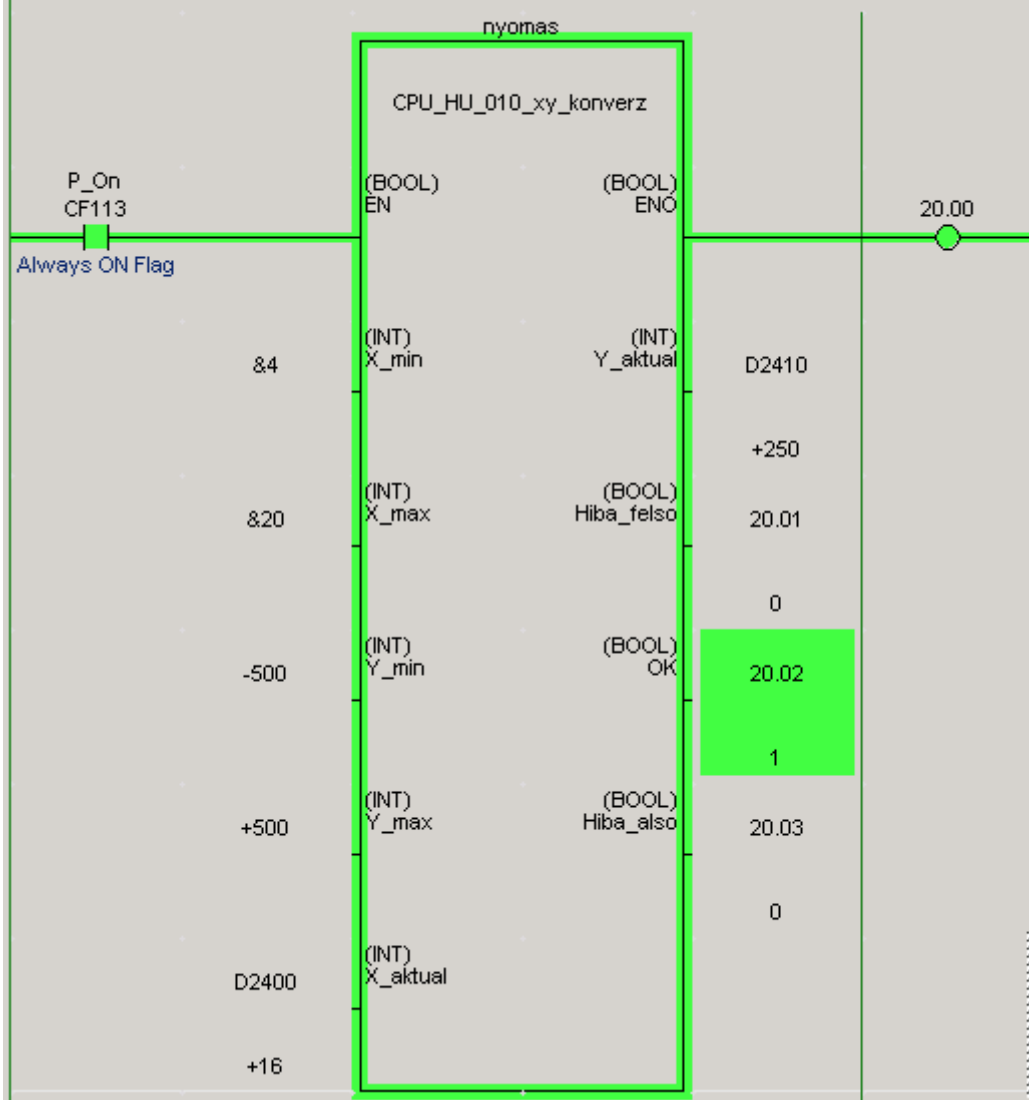 nyomas
CPU_HU_010_xy_konverz
P_On
CF113
Always ON Flag
(BOOL)
EN
(BOOL)
ENO
20.00
&4
(INT)
X_min
(INT)
Y_aktual
D2410
+250
&20
(INT)
X_max
(BOOL)
Hiba_felso
20.01
0
-500
(INT)
Y_min
(BOOL)
OK
20.02
1
+500
(INT)
Y_max
(BOOL)
Hiba_also
20.03
0
D2400
(INT)
X_aktual
+16